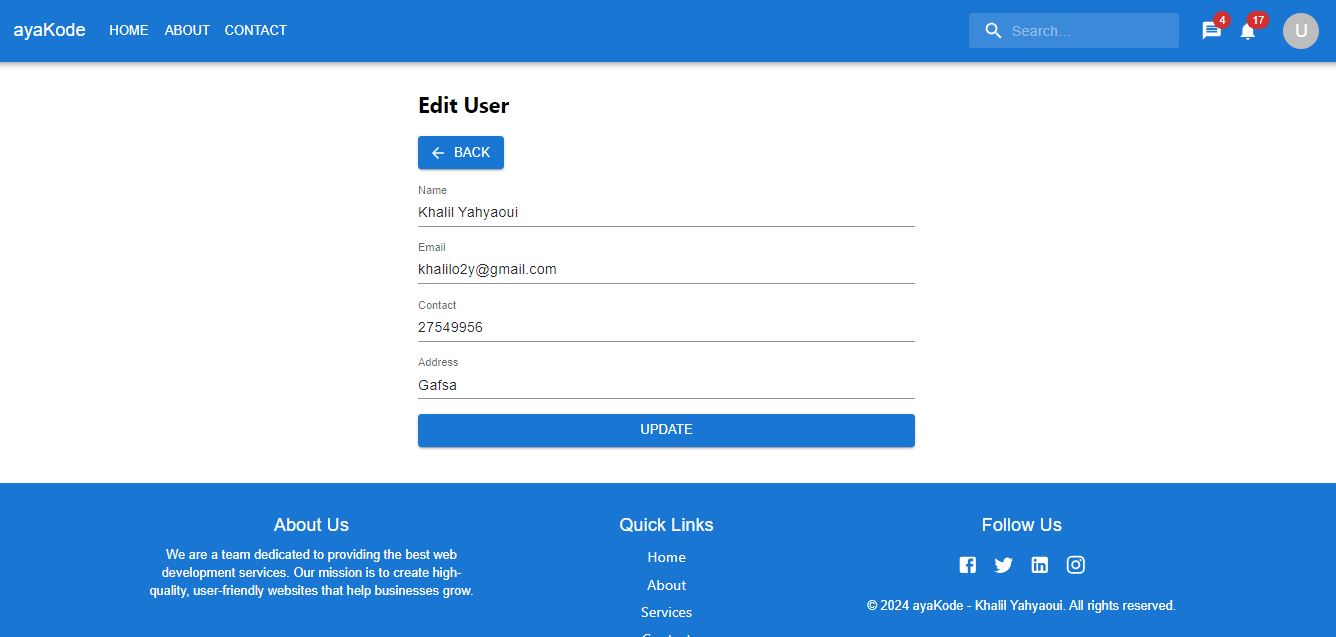 ayaKode HOME ABOUT CONTACT Search... 4 17 U
Edit User
BACK
Name
Khalil Yahyaoui
Email
khalilo2y@gmail.com
Contact
27549956
Address
Gafsa
UPDATE
About Us
We are a team dedicated to providing the best web
development services. Our mission is to create high-
quality, user-friendly websites that help businesses grow.
Quick Links
Home
About
Services
Follow Us
© 2024 ayaKode - Khalil Yahyaoui. All rights reserved.